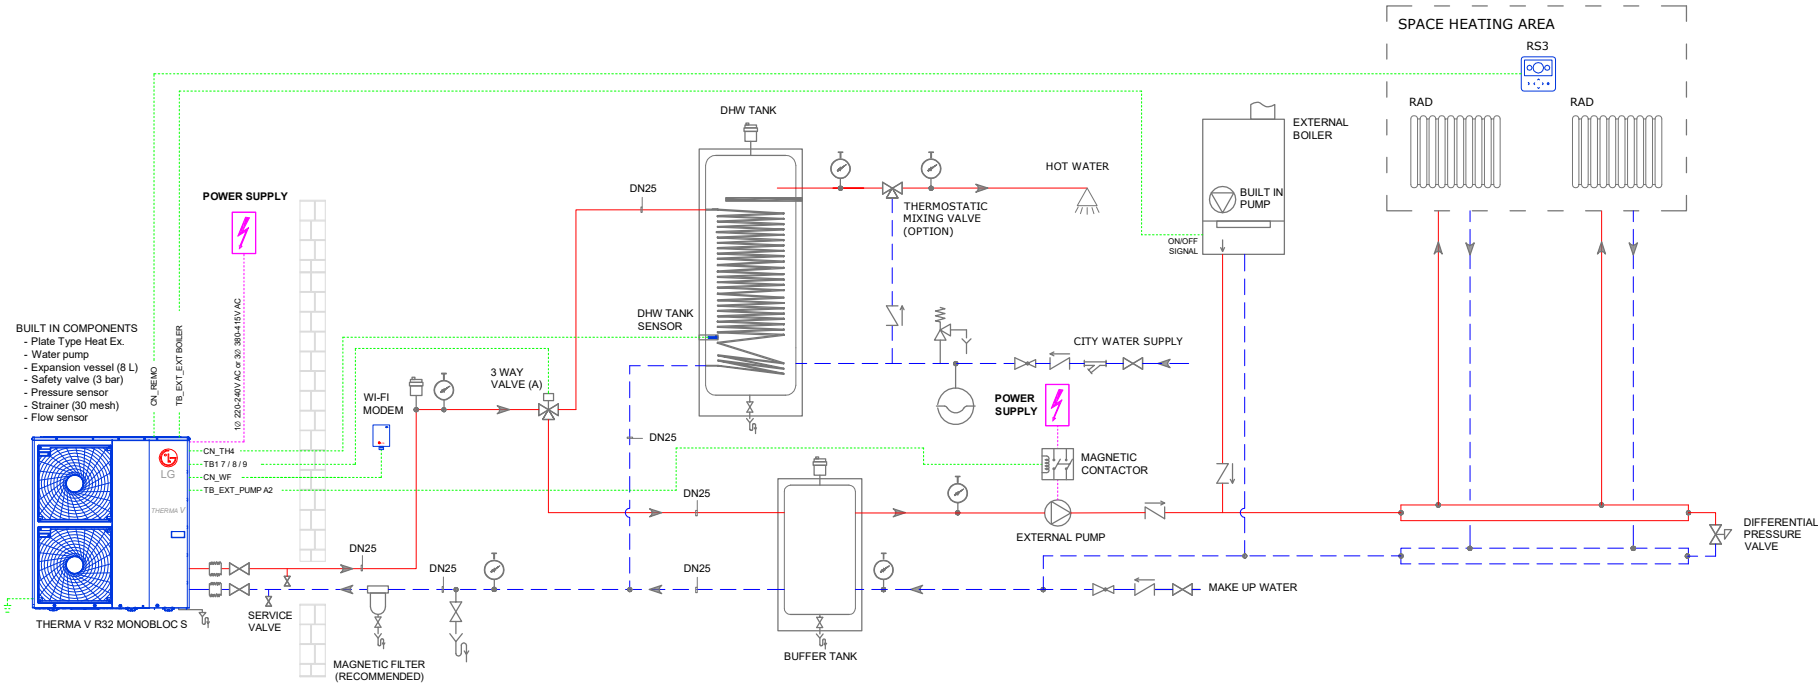 SPACE HEATING AREA
RS3
RAD
RAD
DHW TANK
EXTERNAL
BOILER
BUILT IN
PUMP
ON/OFF
SIGNAL
HOT WATER
THERMOSTATIC
MIXING VALVE
(OPTION)
DN25
POWER SUPPLY
1Ø 220-240V AC or 3Ø 380-415V AC
CN_REMO
TB_EXT_EXT BOILER
BUILT IN COMPONENTS
- Plate Type Heat Ex.
- Water pump
- Expansion vessel (8 L)
- Safety valve (3 bar)
- Pressure sensor
- Strainer (30 mesh)
- Flow sensor
DHW TANK
SENSOR
3 WAY
VALVE (A)
WI-FI
MODEM
CITY WATER SUPPLY
POWER
SUPPLY
MAGNETIC
CONTACTOR
DN25
CN_TH4
TB1 7 / 8 / 9
CN_WF
TB_EXT_PUMP A2
LG
THERMA V
DN25
EXTERNAL PUMP
DIFFERENTIAL
PRESSURE
VALVE
DN25
DN25
DN25
MAKE UP WATER
SERVICE
VALVE
THERMA V R32 MONOBLOC S
MAGNETIC FILTER
(RECOMMENDED)
BUFFER TANK